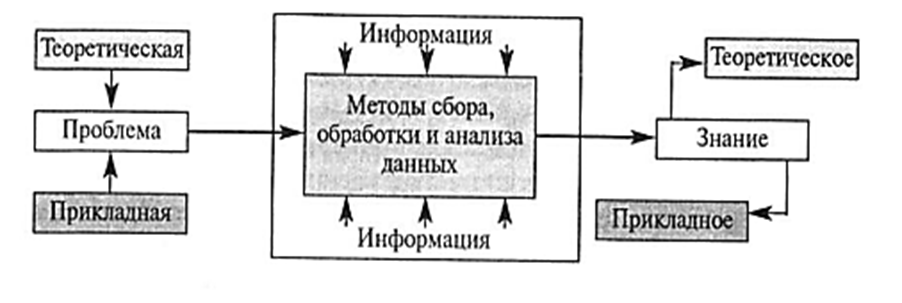 Теоретическая
Проблема
Прикладная
Информация
Методы сбора,
обработки и анализа
данных
Информация
Теоретическое
Знание
Прикладное